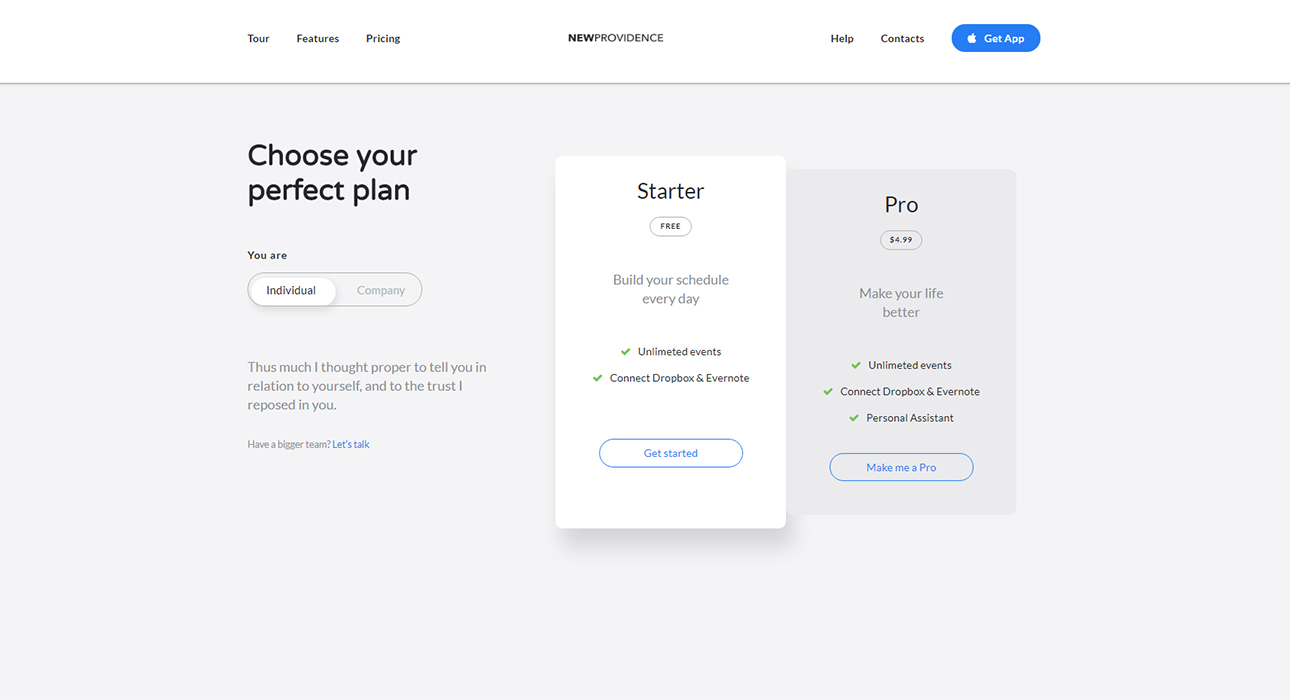 Tour
Features
Pricing
NEWPROVIDENCE
Help
Contacts
Get App
Choose your
perfect plan
You are
Individual
Company
Thus much I thought proper to tell you in
relation to yourself, and to the trust I
reposed in you.
Have a bigger team? Let's talk
Starter
FREE
Build your schedule
every day
Unlimeted events
Connect Dropbox & Evernote
Get started
Pro
$4.99
Make your life
better
Unlimeted events
Connect Dropbox & Evernote
Personal Assistant
Make me a Pro